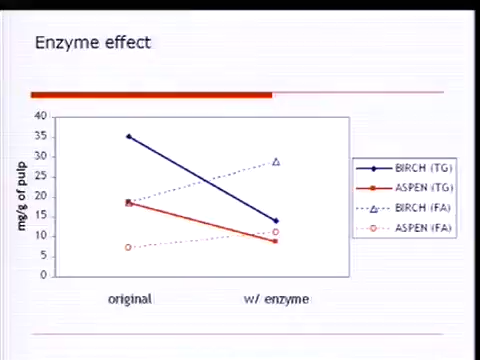 Enzyme effect
40
35
30
25
20
15
10
5
0
mg/g of pulp
original
w/ enzyme
BIRCH (TG)
ASPEN (TG)
BIRCH (FA)
ASPEN (FA)